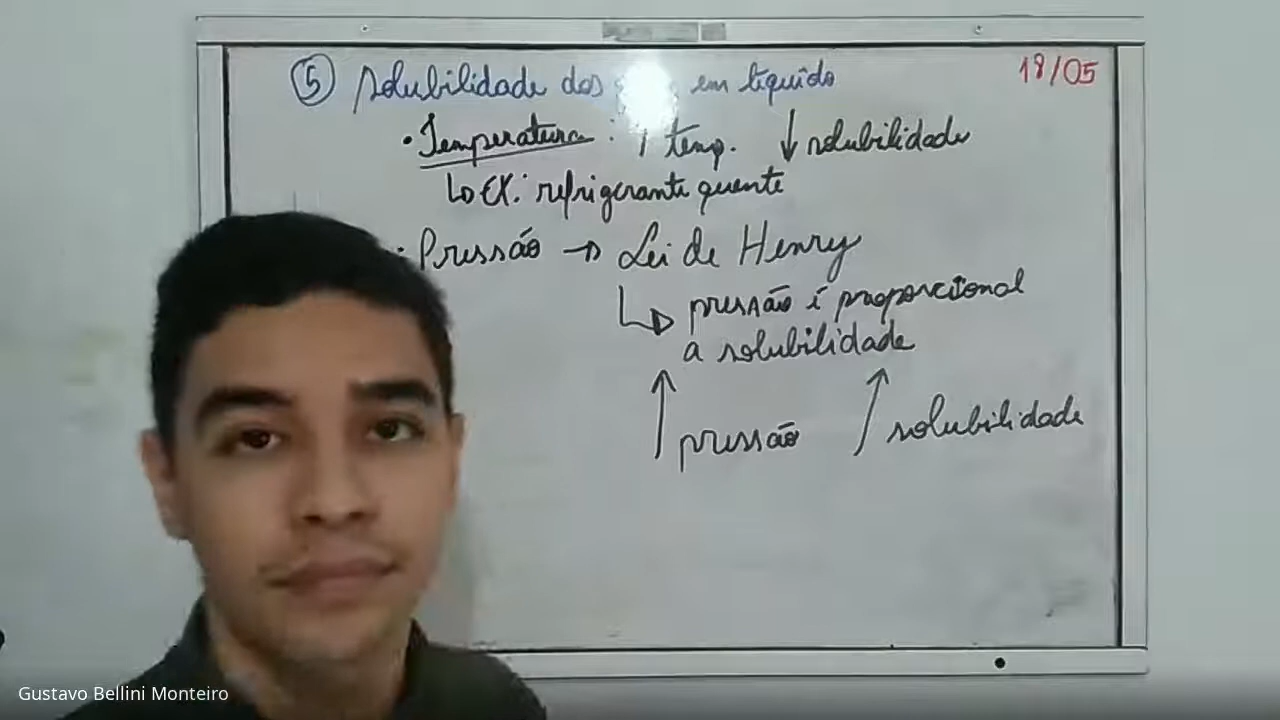 ⑤ Solubilidade dos em líquido
18/05
• Temperatura : ↑ temp. ↓ solubilidade
↳ EX.: refrigerante quente
• Pressão → Lei de Henry
↳ pressão é proporcional
a solubilidade
↑ pressão ↑ solubilidade
Gustavo Bellini Monteiro